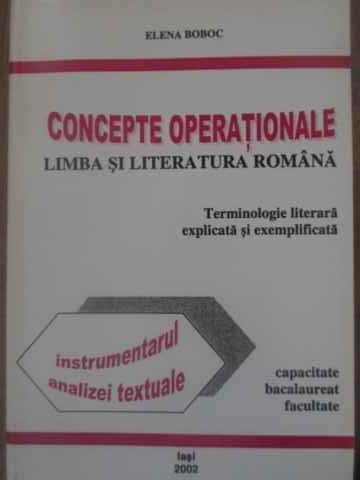 ELENA BOBOC
CONCEPTE OPERAȚIONALE
LIMBA ȘI LITERATURA ROMÂNĂ
Terminologie literară
explicată și exemplificată
instrumentarul
analizei textuale
capacitate
bacalaureat
facultate
Iași
2002